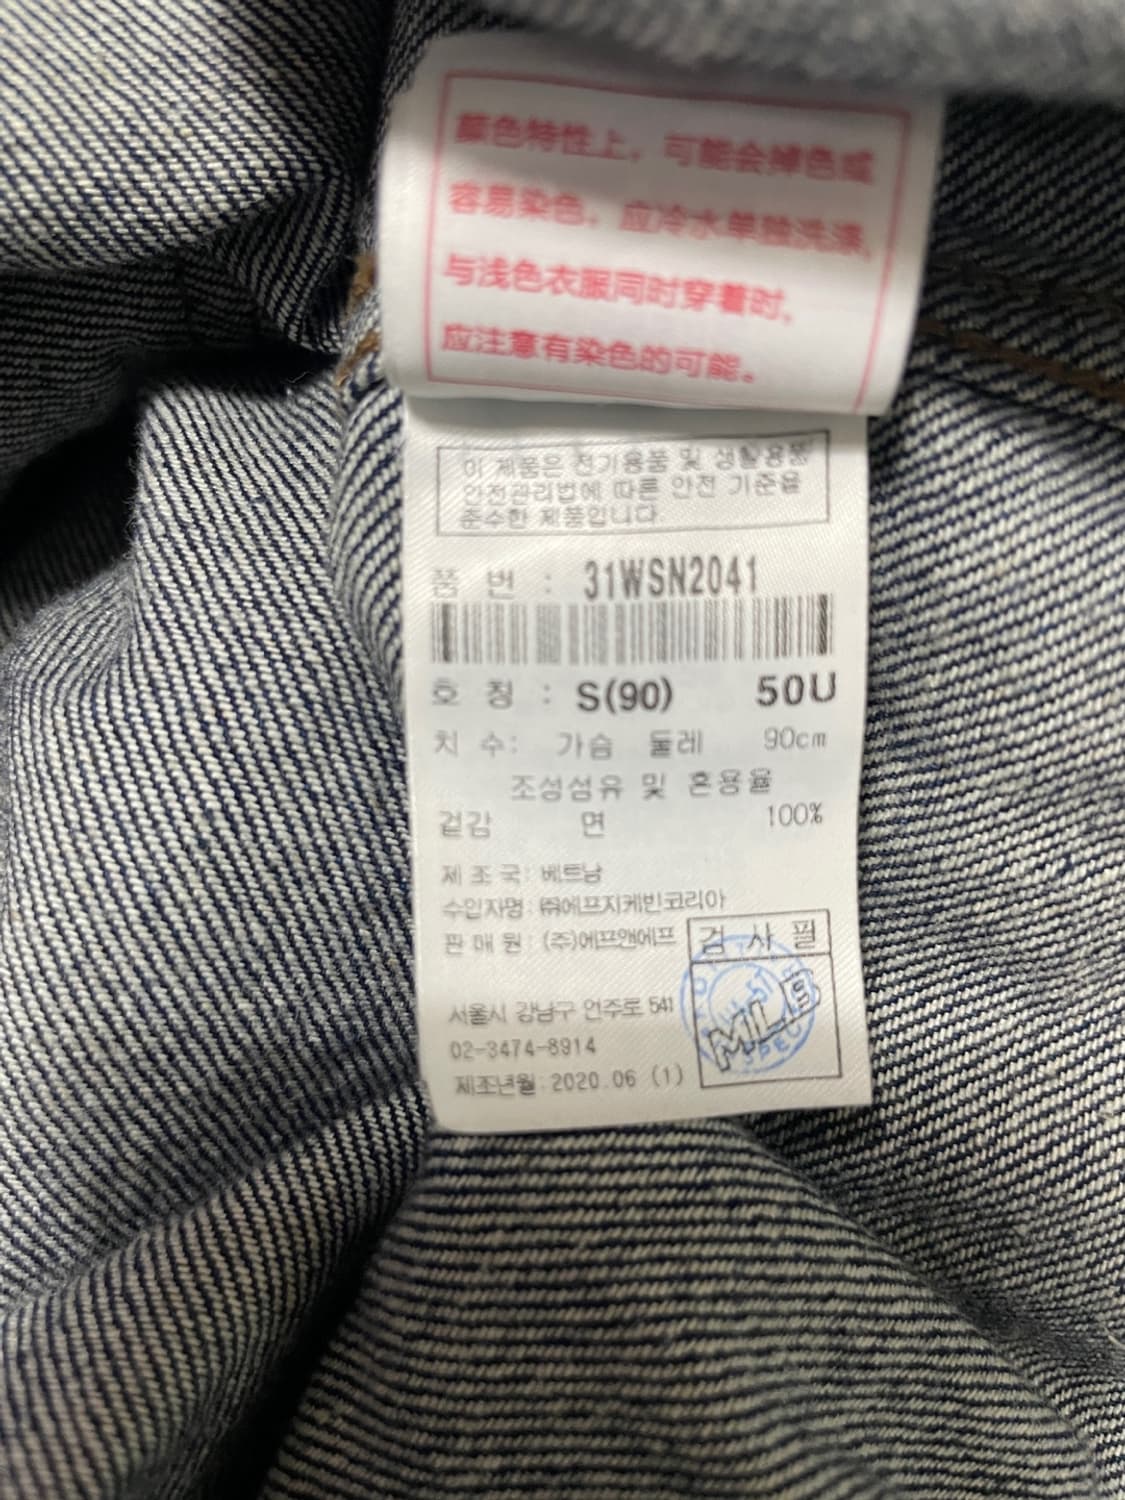 颜色特性上，可能会掉色或
容易染色，应冷水单独洗涤，
与浅色衣服同时穿着时，
应注意有染色的可能。
이 제품은 전기용품 및 생활용품
안전관리법에 따른 안전 기준을
준수한 제품입니다
품 번 : 31WSN2041
호 칭 : S(90) 50U
치 수: 가슴 둘레 90cm
조성섬유 및 혼용율
겉감 면 100%
제 조 국: 베트남
수입자명: ㈜에프지케빈코리아
판 매 원: (주)에프앤에프
검 사 필
MLB
서울시 강남구 언주로 541
02-3474-8914
제조년월:2020.06 (1)